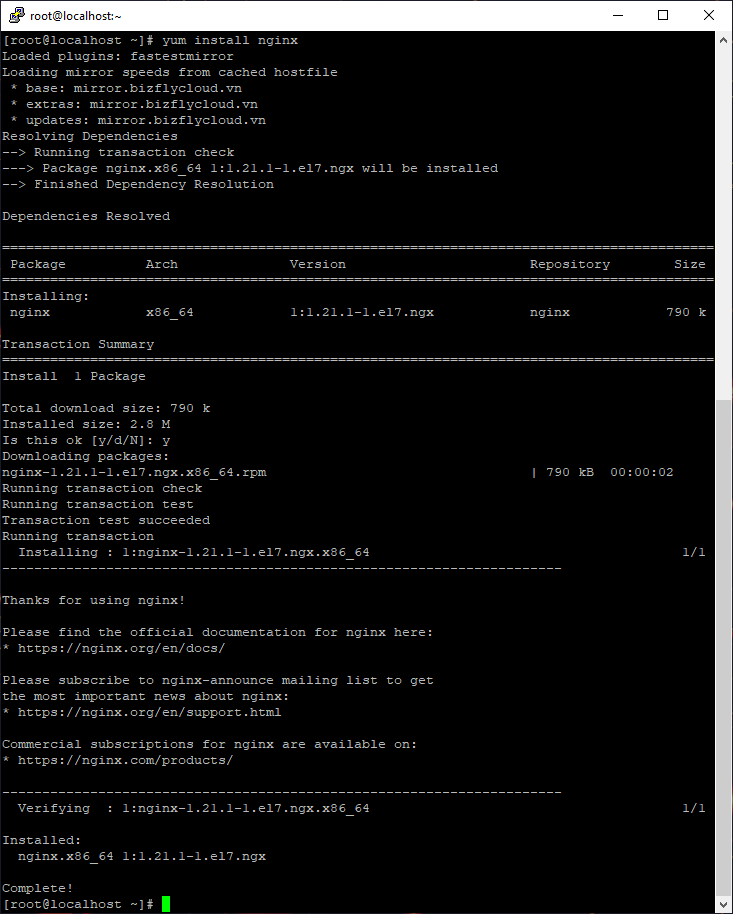 root@localhost:~
[root@localhost ~]# yum install nginx
Loaded plugins: fastestmirror
Loading mirror speeds from cached hostfile
 * base: mirror.bizflycloud.vn
 * extras: mirror.bizflycloud.vn
 * updates: mirror.bizflycloud.vn
Resolving Dependencies
--> Running transaction check
---> Package nginx.x86_64 1:1.21.1-1.el7.ngx will be installed
--> Finished Dependency Resolution

Dependencies Resolved

=========================================================================================
 Package          Arch              Version                       Repository        Size
=========================================================================================
Installing:
 nginx            x86_64            1:1.21.1-1.el7.ngx            nginx            790 k

Transaction Summary
=========================================================================================
Install  1 Package

Total download size: 790 k
Installed size: 2.8 M
Is this ok [y/d/N]: y
Downloading packages:
nginx-1.21.1-1.el7.ngx.x86_64.rpm                                 | 790 kB  00:00:02
Running transaction check
Running transaction test
Transaction test succeeded
Running transaction
  Installing : 1:nginx-1.21.1-1.el7.ngx.x86_64                                       1/1
----------------------------------------------------------------------

Thanks for using nginx!

Please find the official documentation for nginx here:
* https://nginx.org/en/docs/

Please subscribe to nginx-announce mailing list to get
the most important news about nginx:
* https://nginx.org/en/support.html

Commercial subscriptions for nginx are available on:
* https://nginx.com/products/

----------------------------------------------------------------------
  Verifying  : 1:nginx-1.21.1-1.el7.ngx.x86_64                                       1/1

Installed:
  nginx.x86_64 1:1.21.1-1.el7.ngx

Complete!
[root@localhost ~]#